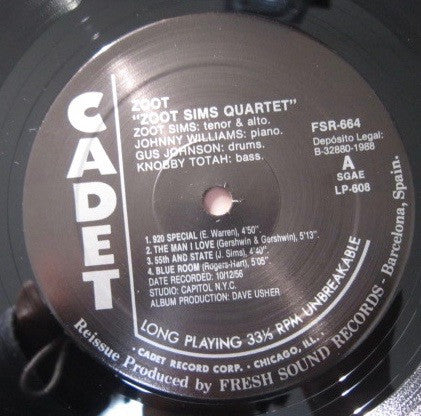 CADET
ZOOT
"ZOOT SIMS QUARTET"
ZOOT SIMS: tenor & alto.
JOHNNY WILLIAMS: piano.
GUS JOHNSON: drums.
KNOBBY TOTAH: bass.
FSR-664
Depósito Legal:
B-32880-1988
A
SGAE
LP-608
1. 920 SPECIAL (E. Warren), 4'50".
2. THE MAN I LOVE (Gershwin & Gershwin), 5'13".
3. 55th AND STATE (J. Sims), 4'40".
4. BLUE ROOM (Rogers-Hart), 5'05"
DATE RECORDED: 10/12/56
STUDIO: CAPITOL N.Y.C.
ALBUM PRODUCTION: DAVE USHER
LONG PLAYING 33⅓ RPM UNBREAKABLE
· CADET RECORD CORP. · CHICAGO, ILL. ·
Reissue Produced by FRESH SOUND RECORDS - Barcelona, Spain.